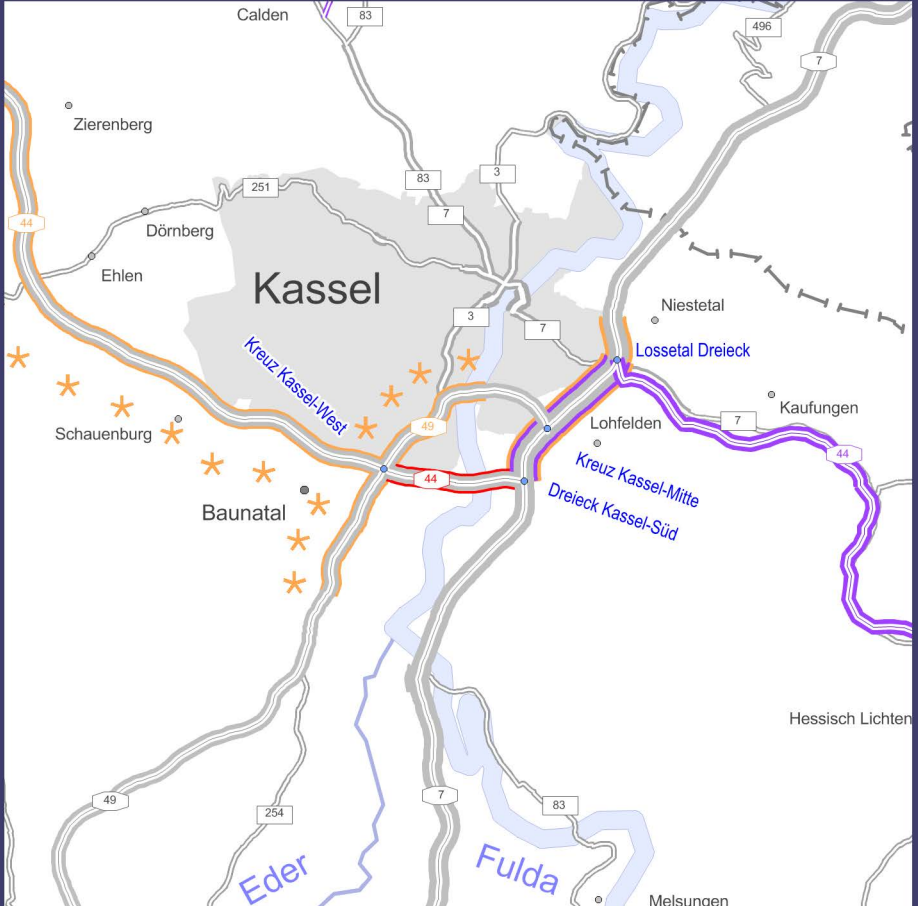 Calden
83
496
7
Zierenberg
3
83
251
7
44
Dörnberg
Ehlen
Kassel
Niestetal
3
7
Lossetal Dreieck
Kreuz Kassel-West
Kaufungen
7
Lohfelden
49
Schauenburg
44
Kreuz Kassel-Mitte
44
Baunatal
Dreieck Kassel-Süd
Hessisch Lichten
49
7
83
254
Eder
Fulda
Melsungen